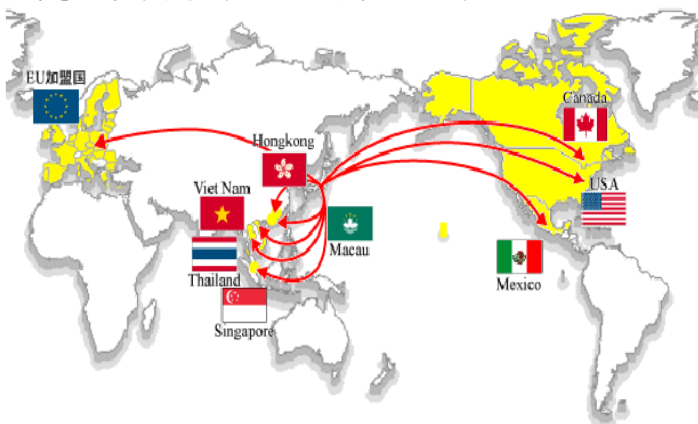 EU加盟国
Canada
Hongkong
Viet Nam
USA
Macau
Thailand
Mexico
Singapore